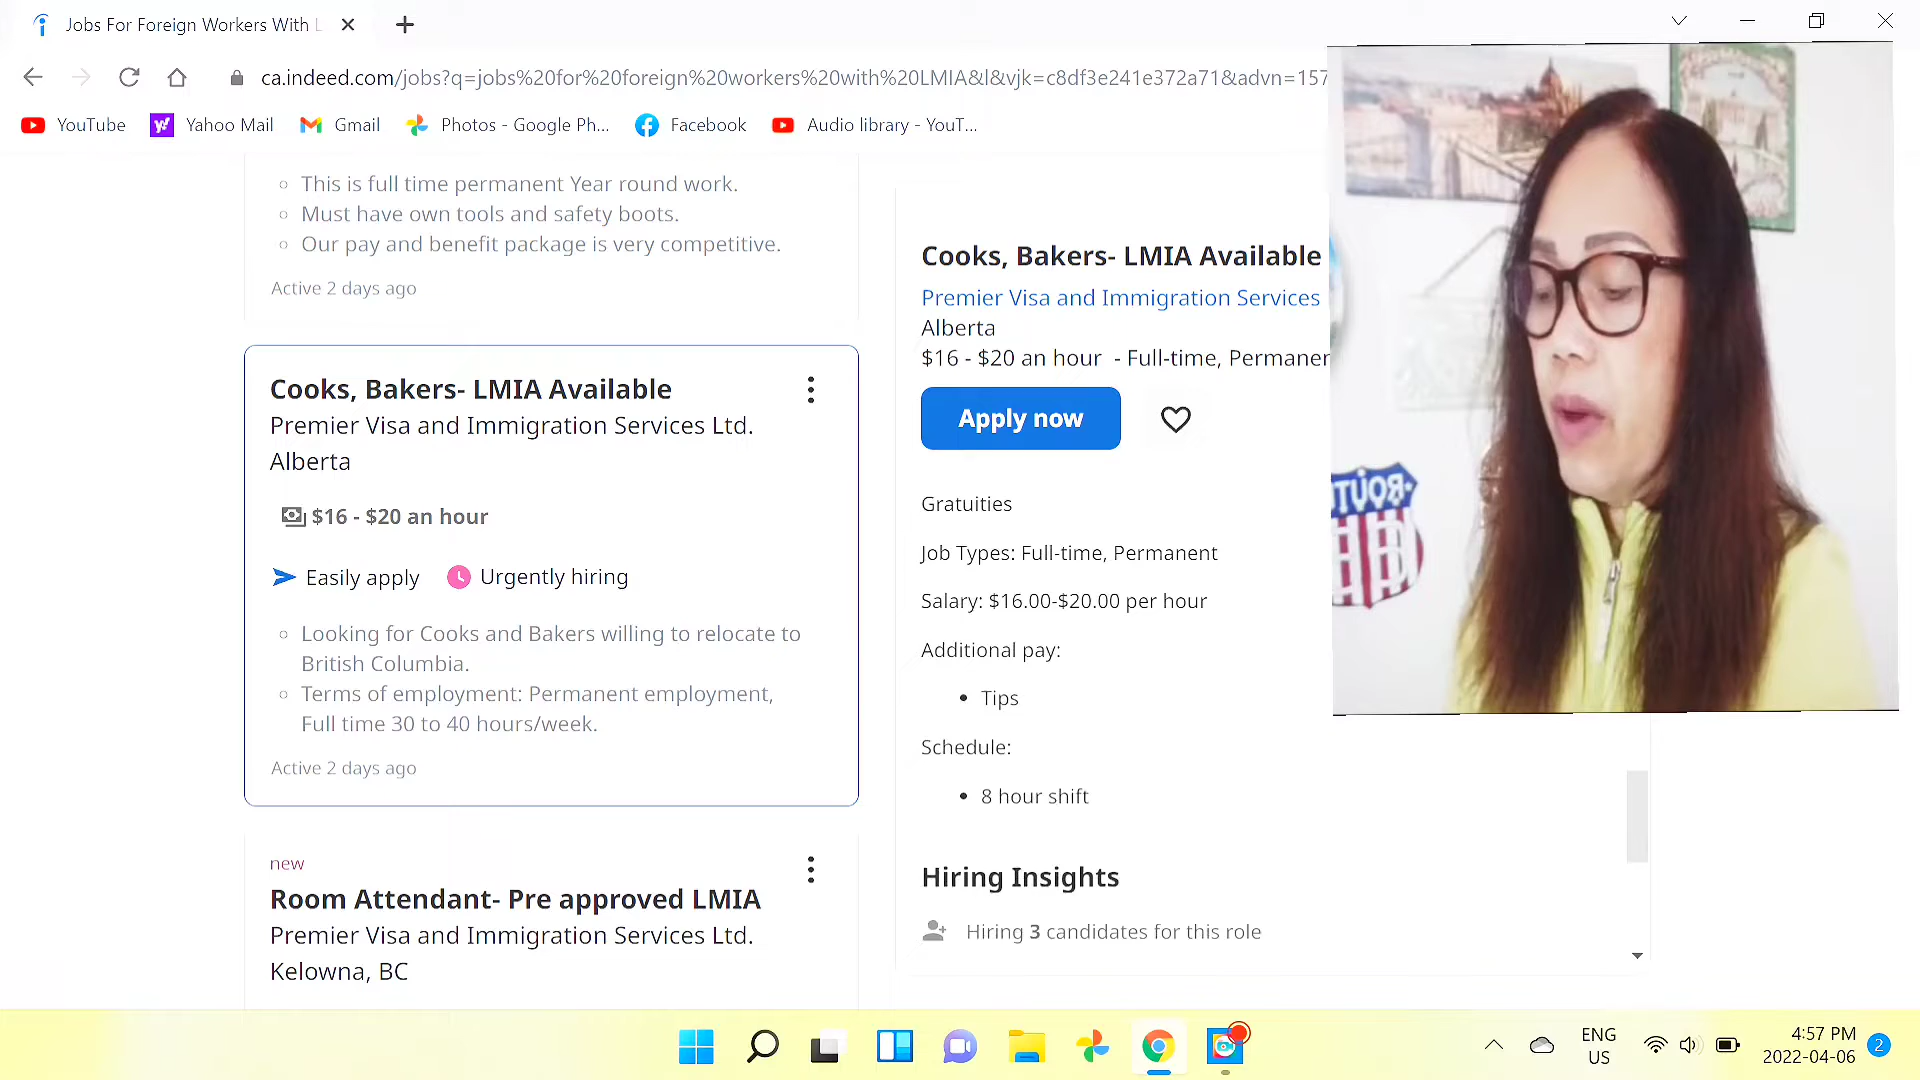 Jobs For Foreign Workers With L
ca.indeed.com/jobs?q=jobs%20for%20foreign%20workers%20with%20LMIA&l&vjk=c8df3e241e372a71&advn=157
YouTube
Yahoo Mail
Gmail
Photos - Google Ph...
Facebook
Audio library - YouT...
This is full time permanent Year round work.
Must have own tools and safety boots.
Our pay and benefit package is very competitive.
Active 2 days ago
Cooks, Bakers- LMIA Available
Premier Visa and Immigration Services Ltd.
Alberta
$16 - $20 an hour
Easily apply
Urgently hiring
Looking for Cooks and Bakers willing to relocate to
British Columbia.
Terms of employment: Permanent employment,
Full time 30 to 40 hours/week.
Active 2 days ago
new
Room Attendant- Pre approved LMIA
Premier Visa and Immigration Services Ltd.
Kelowna, BC
Cooks, Bakers- LMIA Available
Premier Visa and Immigration Services
Alberta
$16 - $20 an hour - Full-time, Permanen
Apply now
Gratuities
Job Types: Full-time, Permanent
Salary: $16.00-$20.00 per hour
Additional pay:
Tips
Schedule:
8 hour shift
Hiring Insights
Hiring 3 candidates for this role
ROUT
ENG
US
4:57 PM
2022-04-06
2